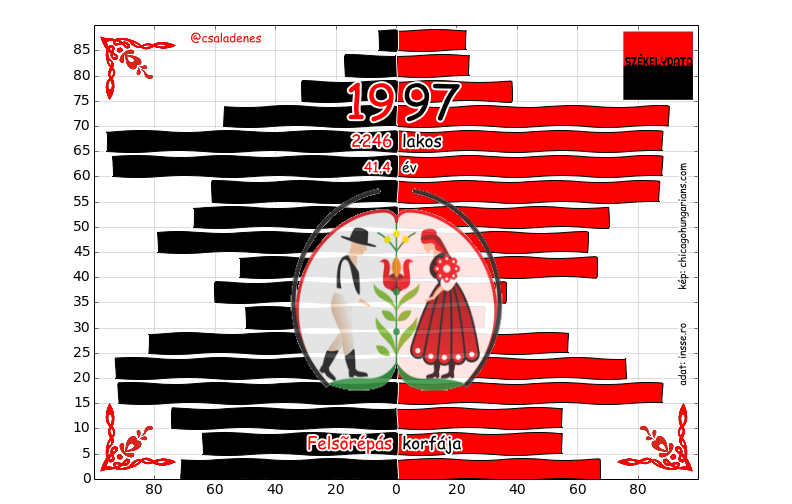 @csaladenes
SZÉKELYDATA
1997
2246 lakos
41,4 év
kép: chicagohungarians.com
adat: insse.ro
Felsőrépás korfája
85
80
75
70
65
60
55
50
45
40
35
30
25
20
15
10
5
0
80 60 40 20 0 20 40 60 80